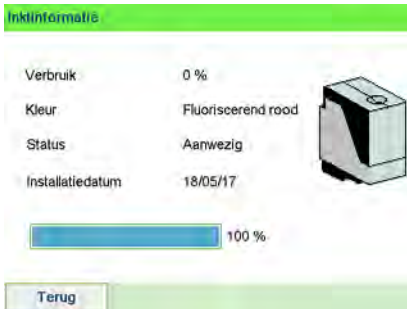 Inktinformatie
Verbruik 0 %
Kleur Fluoriscerend rood
Status Aanwezig
Installatiedatum 18/05/17
100 %
Terug